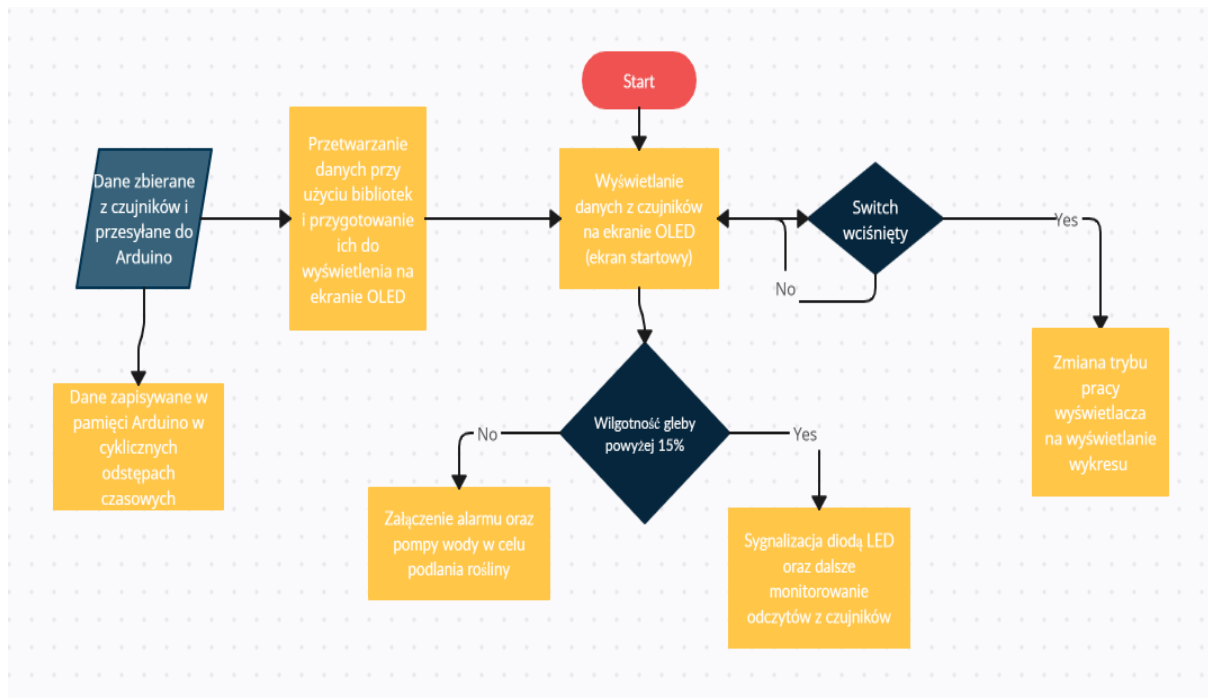 Start
Dane zbierane
z czujników i
przesyłane do
Arduino
Przetwarzanie
danych przy
użyciu bibliotek
i przygotowanie
ich do
wyświetlenia na
ekranie OLED
Wyświetlanie
danych z czujników
na ekranie OLED
(ekran startowy)
Switch
wciśnięty
Yes
No
Zmiana trybu
pracy
wyświetlacza
na wyświetlanie
wykresu
Dane zapisywane w
pamięci Arduino w
cyklicznych
odstępach
czasowych
Wilgotność gleby
powyżej 15%
No
Yes
Załączenie alarmu oraz
pompy wody w celu
podlania rośliny
Sygnalizacja diodą LED
oraz dalsze
monitorowanie
odczytów z czujników